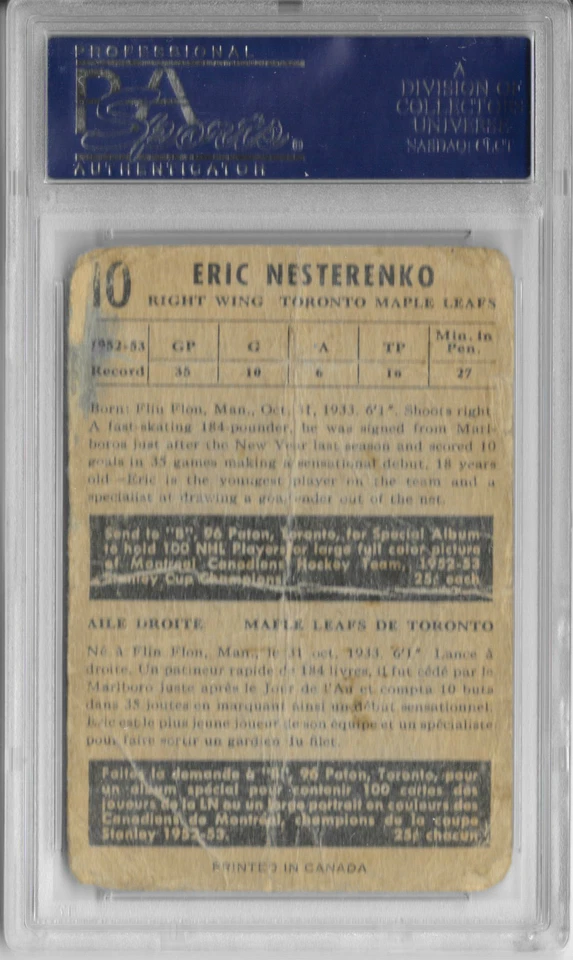 PROFESSIONAL
PSA
Sports®
AUTHENTICATOR
A
DIVISION OF
COLLECTORS
UNIVERSE
NASDAQ: CLCT
10
ERIC NESTERENKO
RIGHT WING TORONTO MAPLE LEAFS
1952-53 GP G A TP Min. in Pen.
Record 35 10 6 16 27
Born: Flin Flon, Man., Oct. 31, 1933. 6'1". Shoots right
A fast-skating 184-pounder, he was signed from Marl-
boros just after the New Year last season and scored 10
goals in 35 games making a sensational debut. 18 years
old—Eric is the youngest player on the team and a
specialist at drawing a goaltender out of the net.
Send to "B", 96 Paton, Toronto, for Special Album
to hold 100 NHL Players or large full color picture
of Montreal Canadiens Hockey Team, 1952-53
Stanley Cup Champions. 25¢ each
AILE DROITE MAPLE LEAFS DE TORONTO
Né à Flin Flon, Man., le 31 oct. 1933. 6'1" Lance à
droite. Un patineur rapide de 184 livres, il fut cédé par le
Marlboro juste après le Jour de l'An et compta 10 buts
dans 35 joutes en marquant ainsi un début sensationnel.
Eric est le plus jeune joueur de son équipe et un spécialiste
pour faire sortir un gardien du filet.
Faites la demande à "B", 96 Paton, Toronto, pour
un album spécial pour contenir 100 cartes des
joueurs de la LN ou un large portrait en couleurs des
Canadiens de Montréal, champions de la coupe
Stanley 1952-53. 25¢ chacun
PRINTED IN CANADA